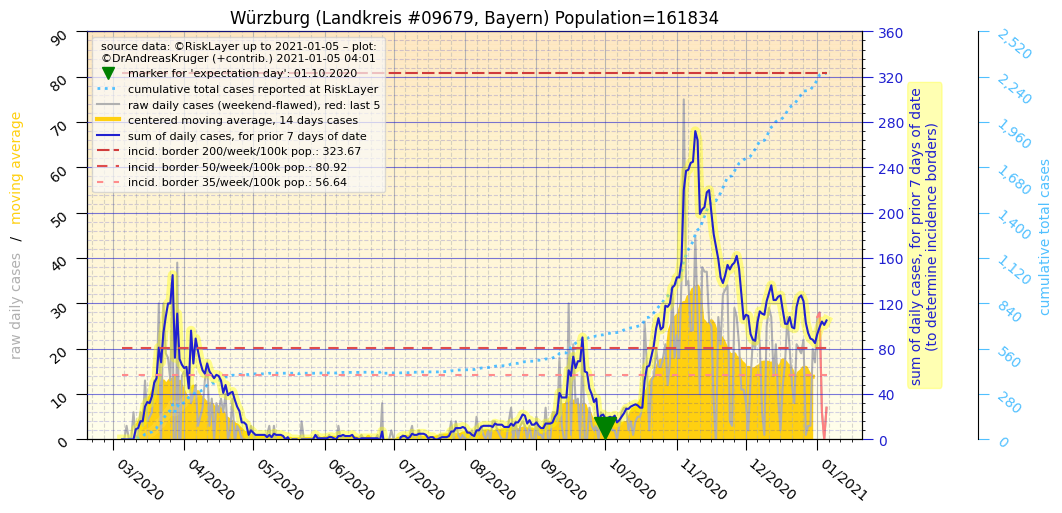 Würzburg (Landkreis #09679, Bayern) Population=161834
source data: ©RiskLayer up to 2021-01-05 – plot:
©DrAndreasKruger (+contrib.) 2021-01-05 04:01
marker for 'expectation day': 01.10.2020
cumulative total cases reported at RiskLayer
raw daily cases (weekend-flawed), red: last 5
centered moving average, 14 days cases
sum of daily cases, for prior 7 days of date
incid. border 200/week/100k pop.: 323.67
incid. border 50/week/100k pop.: 80.92
incid. border 35/week/100k pop.: 56.64
raw daily cases / moving average
90
80
70
60
50
40
30
20
10
0
03/2020
04/2020
05/2020
06/2020
07/2020
08/2020
09/2020
10/2020
11/2020
12/2020
01/2021
360
320
280
240
200
160
120
80
40
0
sum of daily cases, for prior 7 days of date
(to determine incidence borders)
2,520
2,240
1,960
1,680
1,400
1,120
840
560
280
0
cumulative total cases